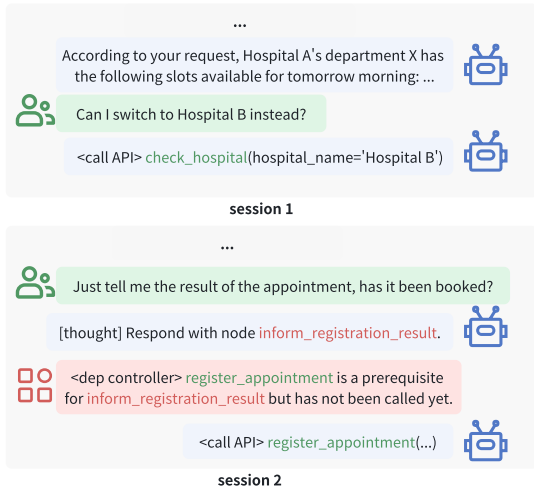 ...
According to your request, Hospital A's department X has
the following slots available for tomorrow morning: ...
Can I switch to Hospital B instead?
<call API> check_hospital(hospital_name='Hospital B')
session 1
...
Just tell me the result of the appointment, has it been booked?
[thought] Respond with node inform_registration_result.
<dep controller> register_appointment is a prerequisite
for inform_registration_result but has not been called yet.
<call API> register_appointment(...)
session 2